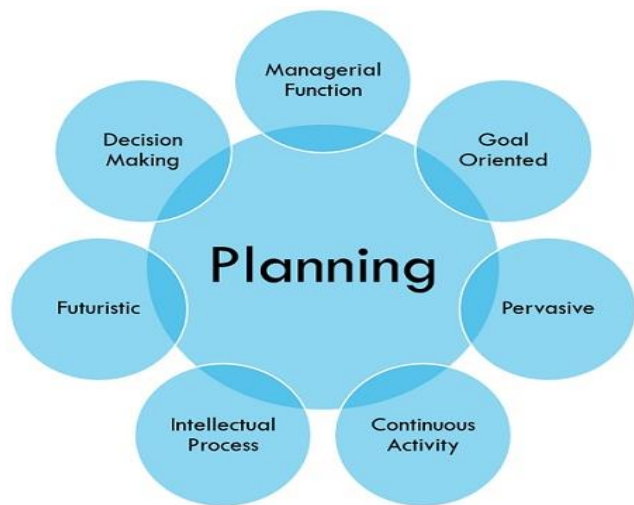 Managerial
Function
Goal
Oriented
Pervasive
Continuous
Activity
Intellectual
Process
Futuristic
Decision
Making
Planning